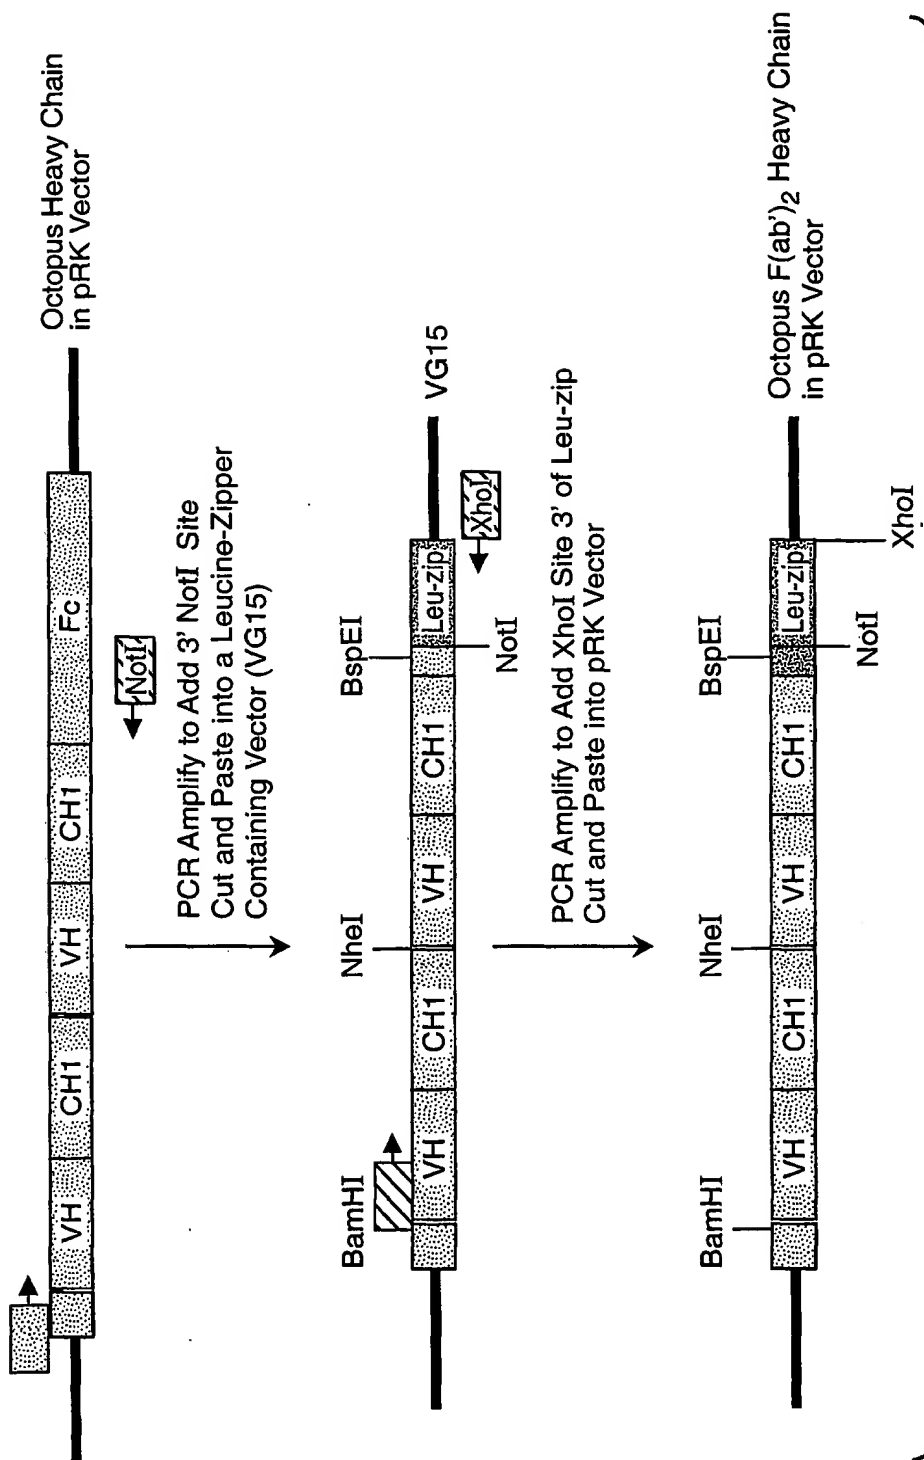 Octopus Heavy Chain
in pRK Vector
VH
CH1
VH
CH1
Fc
NotI
PCR Amplify to Add 3' NotI Site
Cut and Paste into a Leucine-Zipper
Containing Vector (VG15)
BamHI
NheI
BspEI
VH
CH1
VH
CH1
Leu-zip
VG15
NotI
XhoI
PCR Amplify to Add XhoI Site 3' of Leu-zip
Cut and Paste into pRK Vector
BamHI
NheI
BspEI
VH
CH1
VH
CH1
Leu-zip
Octopus F(ab')2 Heavy Chain
in pRK Vector
NotI
XhoI